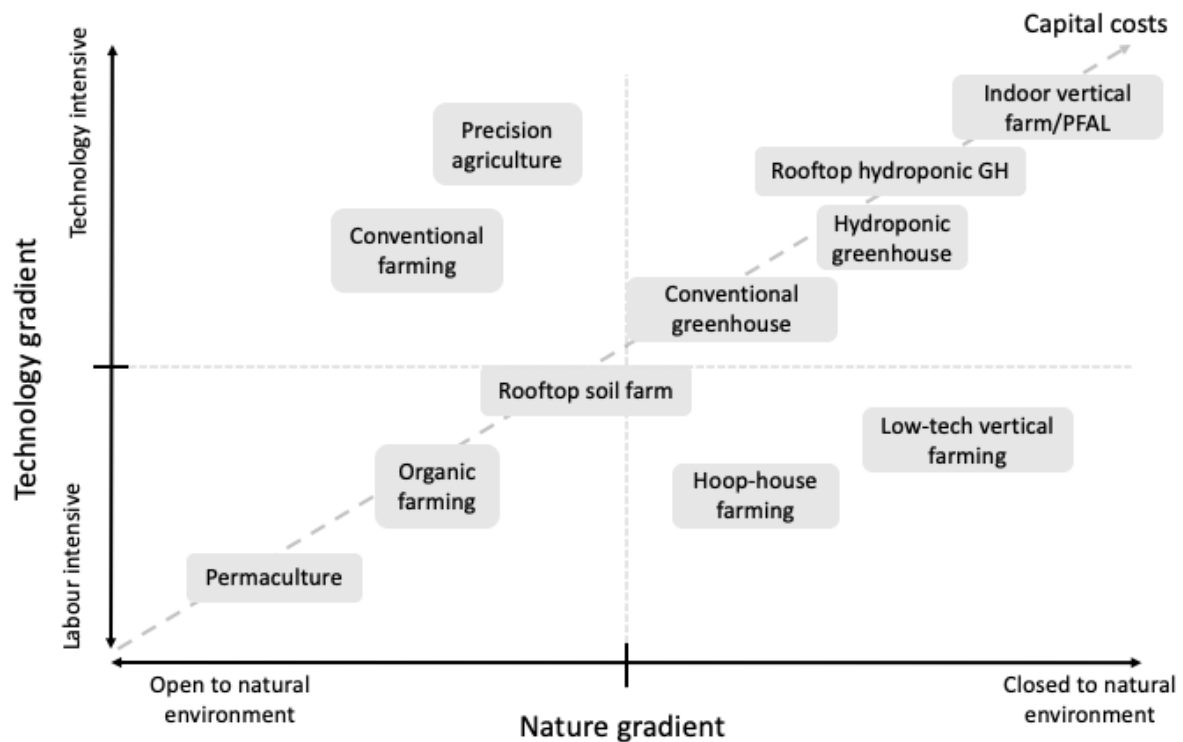 Capital costs
Technology intensive
Indoor vertical
farm/PFAL
Precision
agriculture
Rooftop hydroponic GH
Conventional
farming
Hydroponic
greenhouse
Conventional
greenhouse
Technology gradient
Rooftop soil farm
Low-tech vertical
farming
Organic
farming
Hoop-house
farming
Labour intensive
Permaculture
Open to natural
environment
Closed to natural
environment
Nature gradient